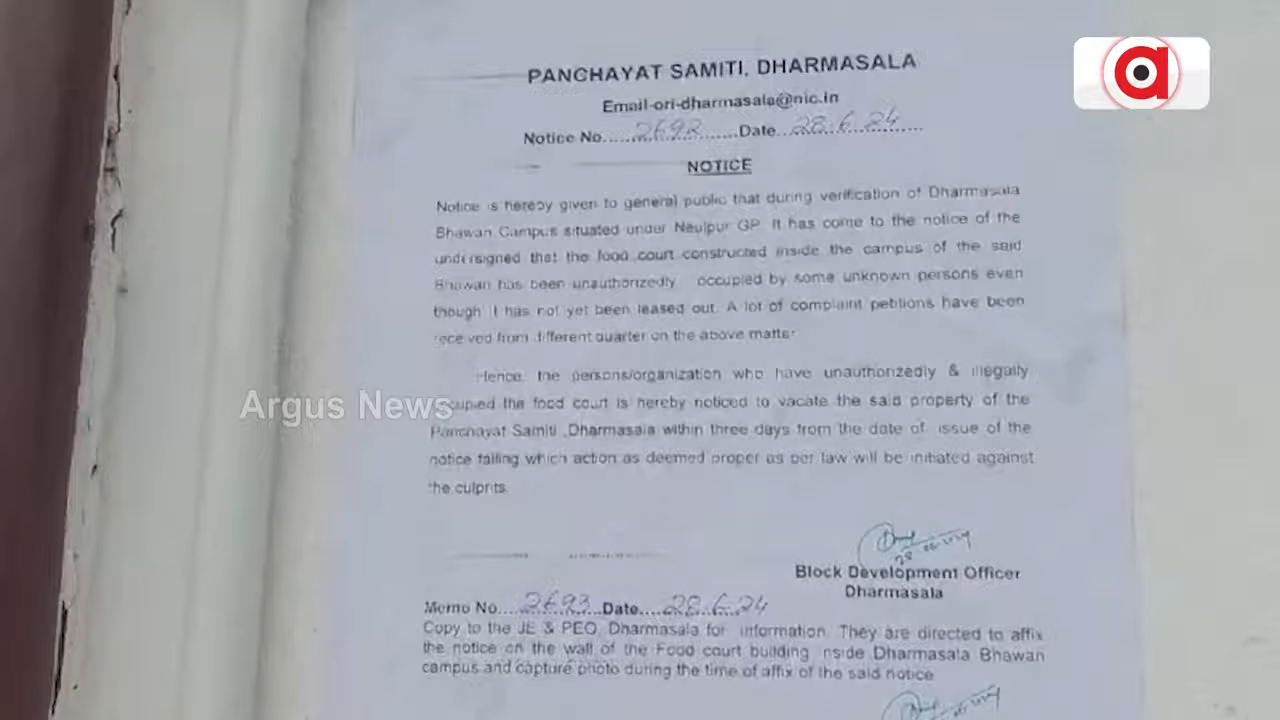 PANCHAYAT SAMITI, DHARMASALA
Email-ori-dharmasala@nic.in
Notice No......2692.......Date...28.6.24......
NOTICE
Notice is hereby given to general public that during verification of Dharmasala
Bhawan Campus situated under Neulpur GP. It has come to the notice of the
undersigned that the food court constructed inside the campus of the said
Bhawan has been unauthorizedly occupied by some unknown persons even
though it has not yet been leased out. A lot of complaint petitions have been
received from different quarter on the above matter
Hence, the persons/organization who have unauthorizedly & illegally
occupied the food court is hereby noticed to vacate the said property of the
Panchayat Samiti ,Dharmasala within three days from the date of issue of the
notice failing which action as deemed proper as per law will be initiated against
the culprits.
28.06.2024
Block Development Officer
Dharmasala
Memo No....2693...Date....28.6.24
Copy to the JE & PEO, Dharmasala for information. They are directed to affix
the notice on the wall of the Food court building inside Dharmasala Bhawan
campus and capture photo during the time of affix of the said notice
Argus News
a